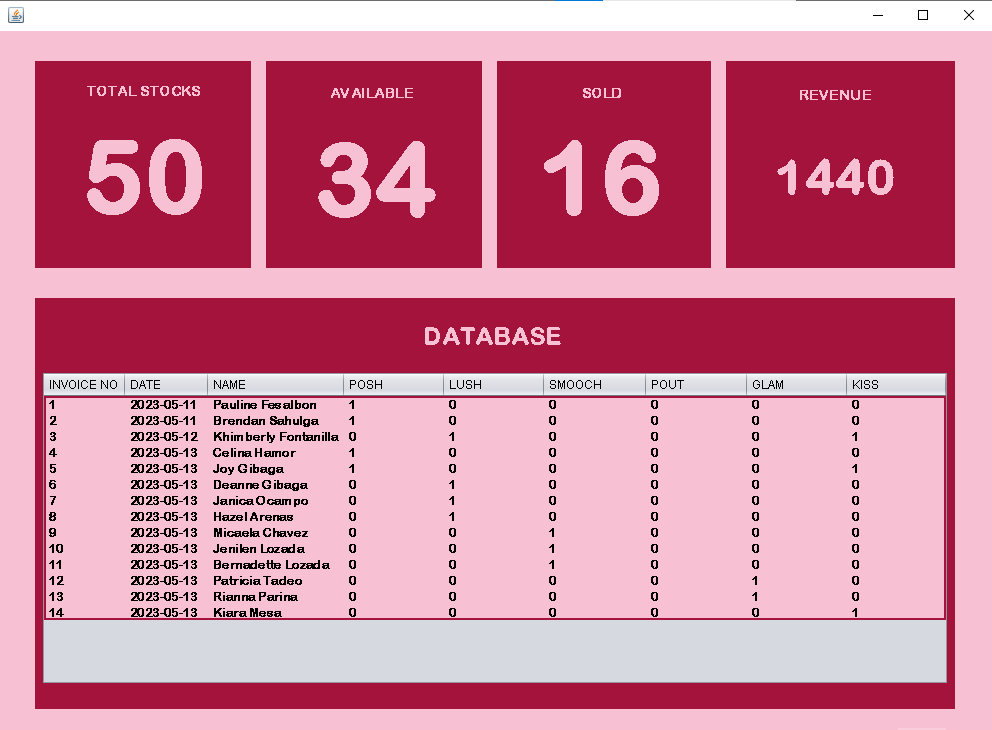 TOTAL STOCKS AVAILABLE SOLD REVENUE
50 34 16 1440
DATABASE
INVOICE NO DATE NAME POSH LUSH SMOOCH POUT GLAM KISS
1 2023-05-11 Pauline Fesalbon 1 0 0 0 0 0
2 2023-05-11 Brendan Sahulga 1 0 0 0 0 0
3 2023-05-12 Khimberly Fontanilla 0 1 0 0 0 1
4 2023-05-13 Celina Hamor 1 0 0 0 0 0
5 2023-05-13 Joy Gibaga 1 0 0 0 0 1
6 2023-05-13 Deanne Gibaga 0 1 0 0 0 0
7 2023-05-13 Janica Ocampo 0 1 0 0 0 0
8 2023-05-13 Hazel Arenas 0 1 0 0 0 0
9 2023-05-13 Micaela Chavez 0 0 1 0 0 0
10 2023-05-13 Jenilen Lozada 0 0 1 0 0 0
11 2023-05-13 Bernadette Lozada 0 0 1 0 0 0
12 2023-05-13 Patricia Tadeo 0 0 0 0 1 0
13 2023-05-13 Rianna Parina 0 0 0 0 1 0
14 2023-05-13 Kiara Mesa 0 0 0 0 0 1